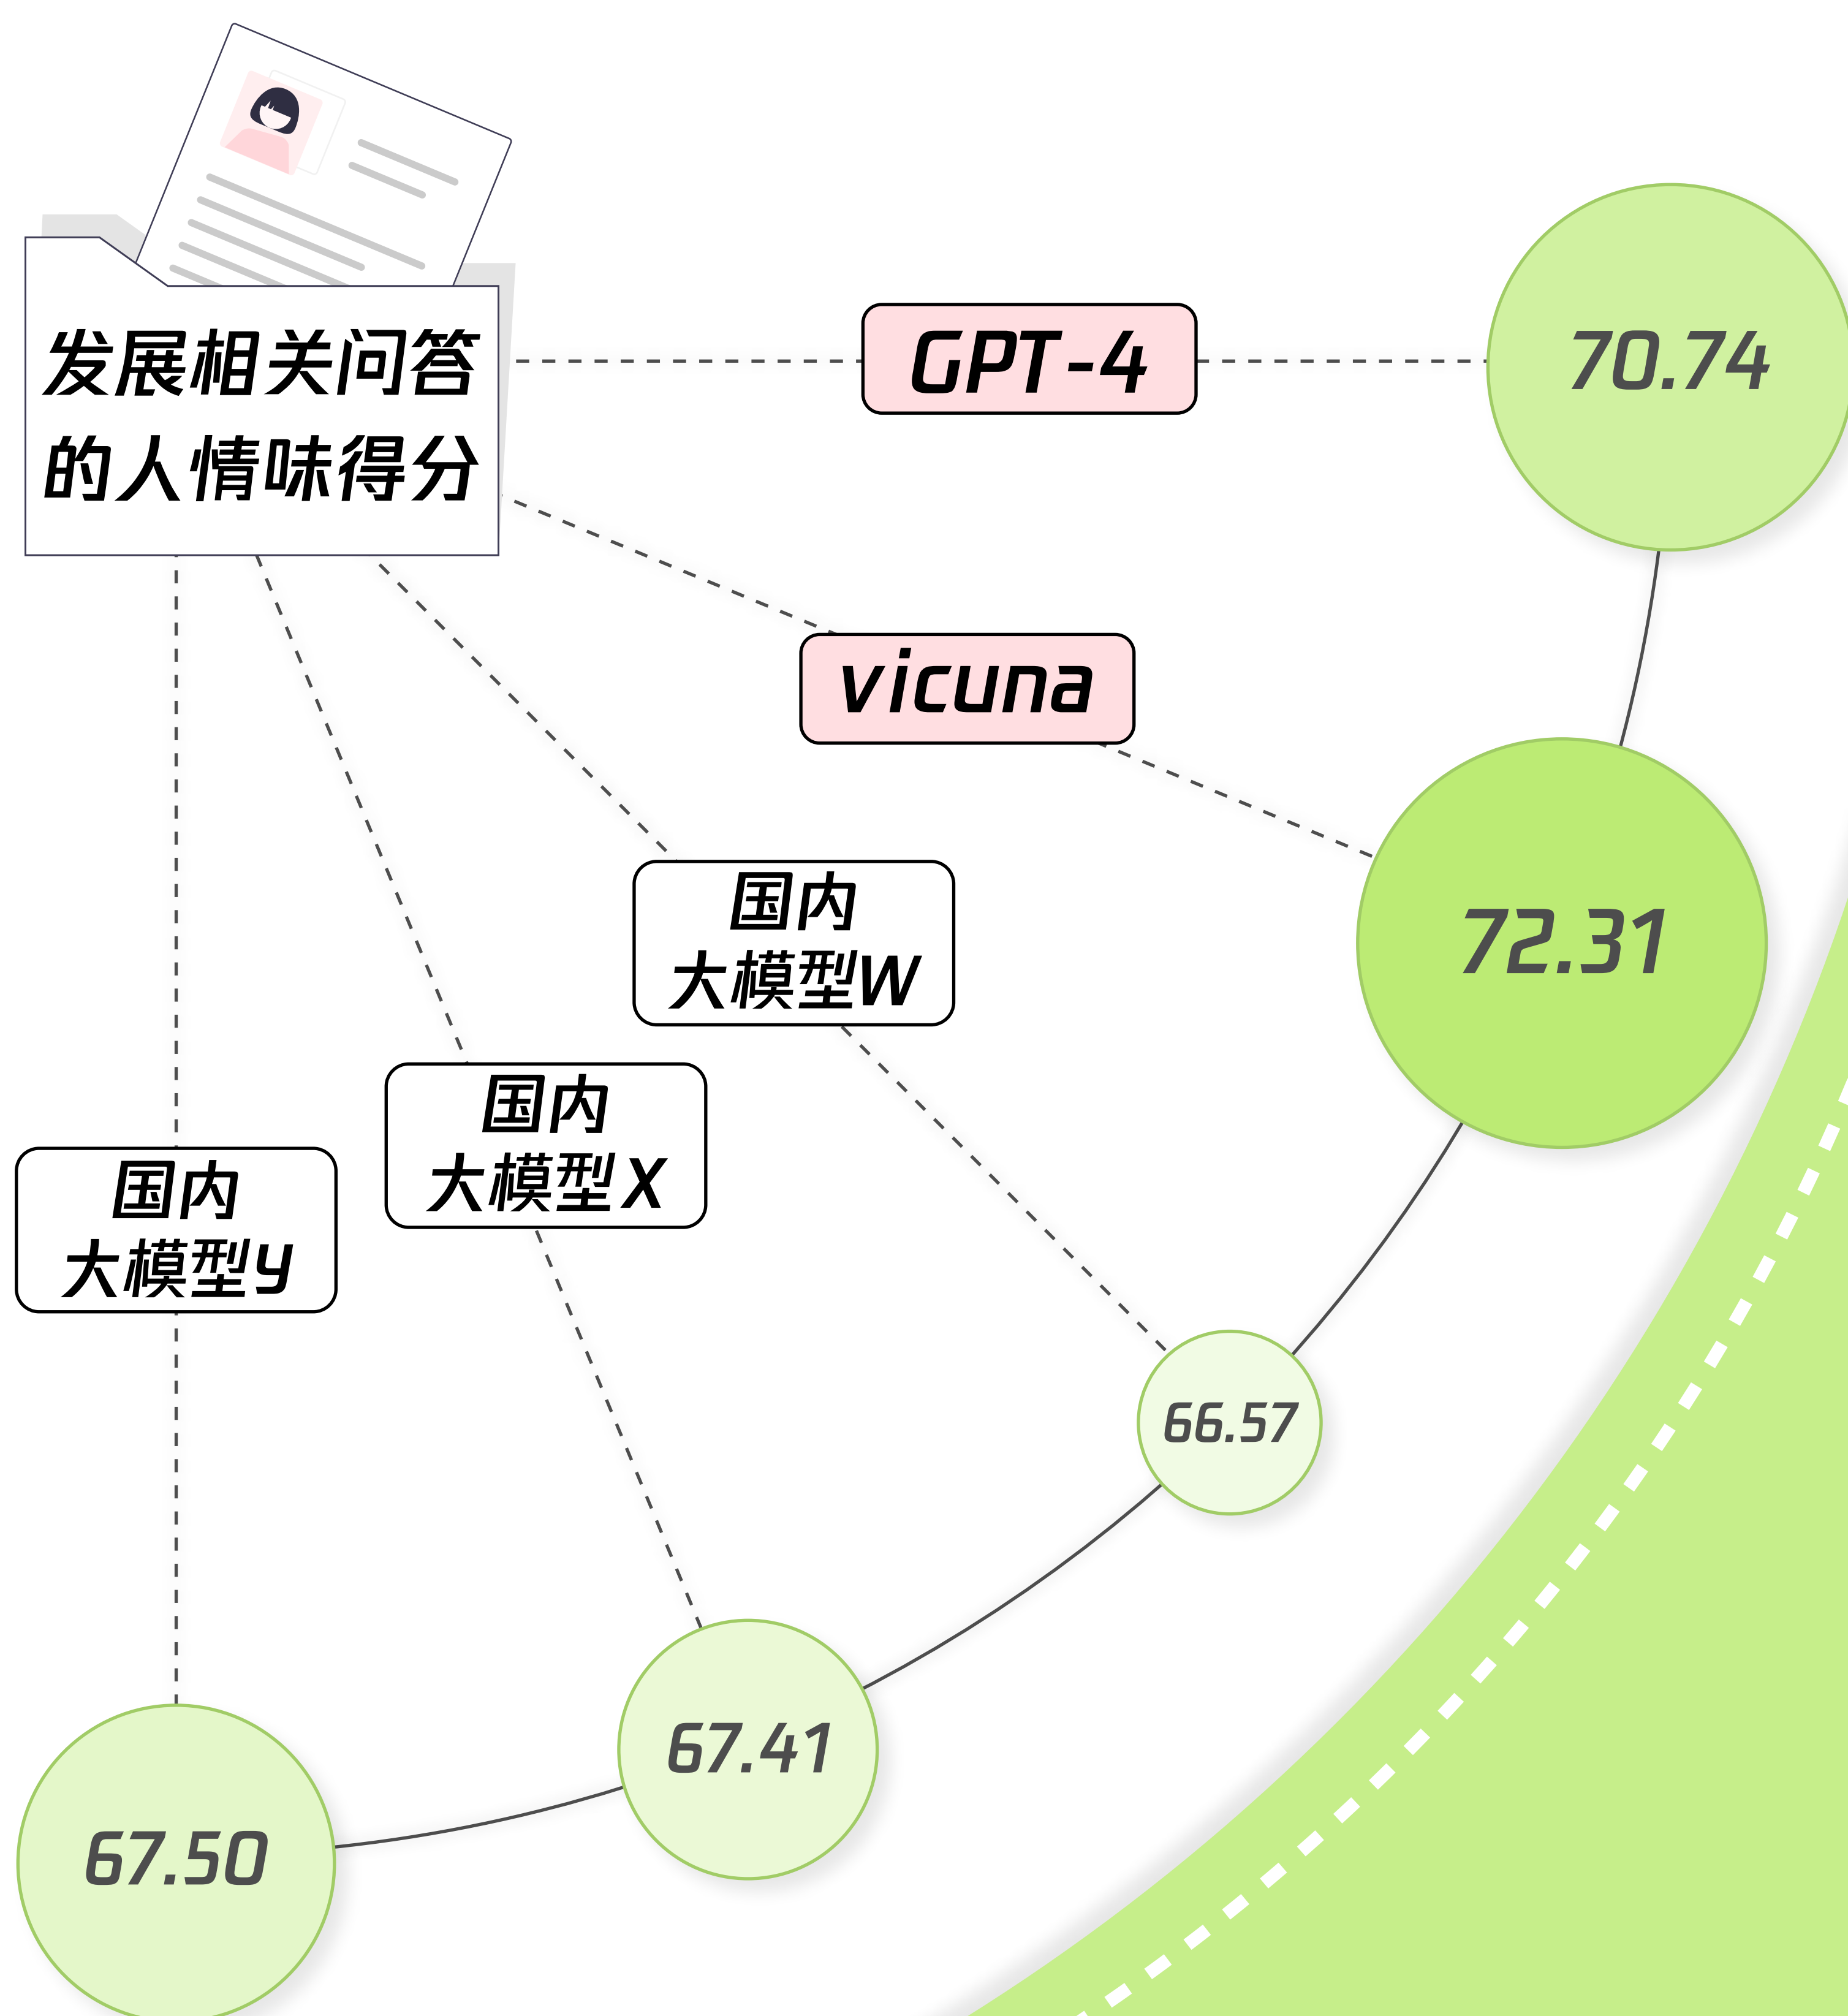 发展相关问答
的人情味得分
GPT-4
70.74
vicuna
72.31
国内
大模型W
66.57
国内
大模型X
67.41
国内
大模型y
67.50